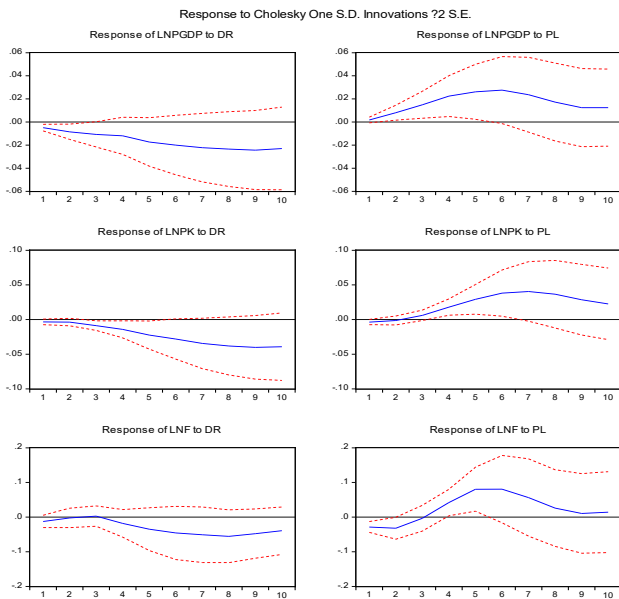 Response to Cholesky One S.D. Innovations ?2 S.E.
Response of LNPGDP to DR
.06
.04
.02
.00
-.02
-.04
-.06
1 2 3 4 5 6 7 8 9 10
Response of LNPGDP to PL
.06
.04
.02
.00
-.02
-.04
-.06
1 2 3 4 5 6 7 8 9 10
Response of LNPK to DR
.10
.05
.00
-.05
-.10
1 2 3 4 5 6 7 8 9 10
Response of LNPK to PL
.10
.05
.00
-.05
-.10
1 2 3 4 5 6 7 8 9 10
Response of LNF to DR
.2
.1
.0
-.1
-.2
1 2 3 4 5 6 7 8 9 10
Response of LNF to PL
.2
.1
.0
-.1
-.2
1 2 3 4 5 6 7 8 9 10